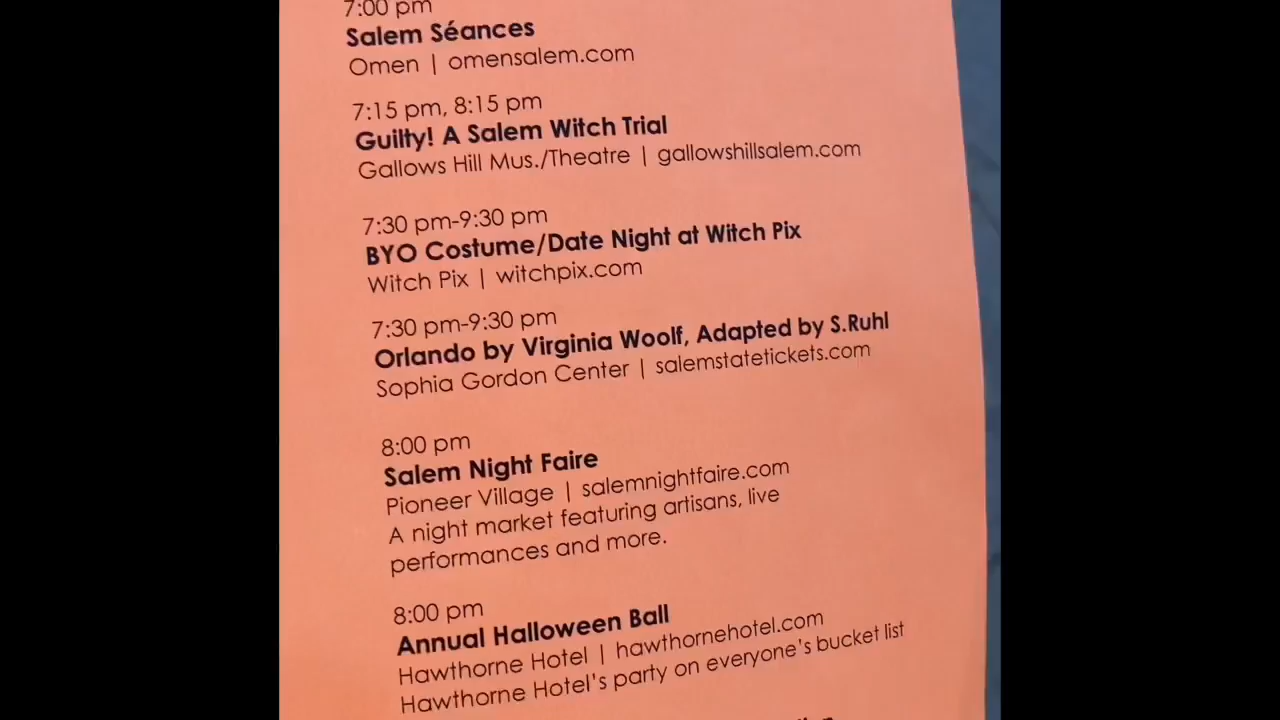 7:00 pm
Salem Séances
Omen | omensalem.com
7:15 pm, 8:15 pm
Guilty! A Salem Witch Trial
Gallows Hill Mus./Theatre | gallowshillsalem.com
7:30 pm-9:30 pm
BYO Costume/Date Night at Witch Pix
Witch Pix | witchpix.com
7:30 pm-9:30 pm
Orlando by Virginia Woolf, Adapted by S.Ruhl
Sophia Gordon Center | salemstatetickets.com
8:00 pm
Salem Night Faire
Pioneer Village | salemnightfaire.com
A night market featuring artisans, live
performances and more.
8:00 pm
Annual Halloween Ball
Hawthorne Hotel | hawthornehotel.com
Hawthorne Hotel's party on everyone's bucket list